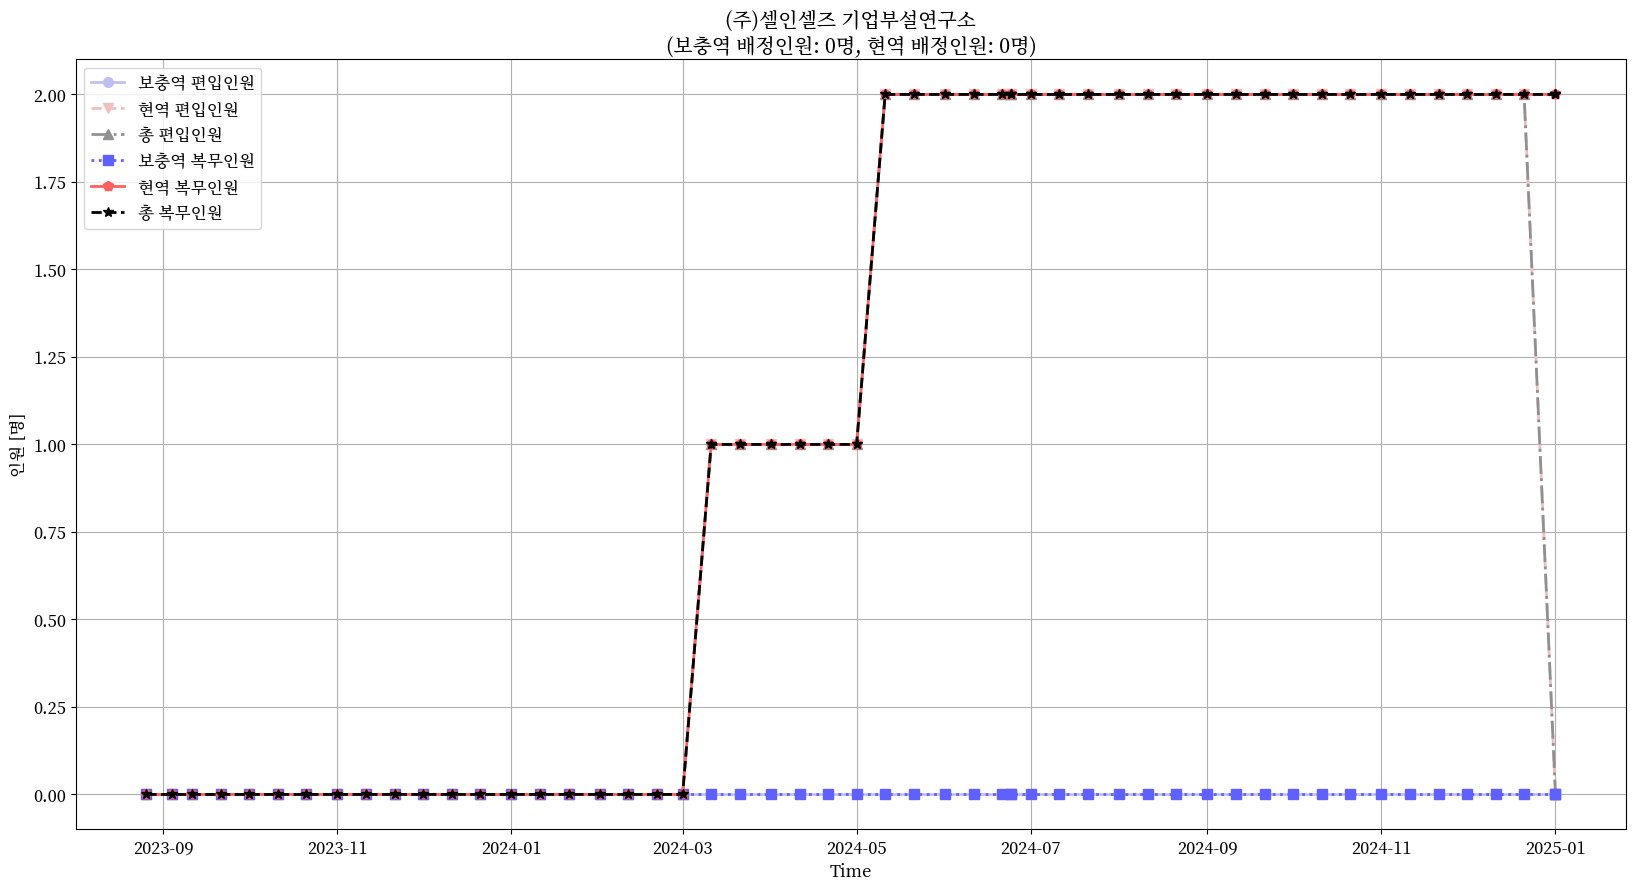 (주)셀인셀즈 기업부설연구소
(보충역 배정인원: 0명, 현역 배정인원: 0명)
보충역 편입인원
현역 편입인원
총 편입인원
보충역 복무인원
현역 복무인원
총 복무인원
2.00
1.75
1.50
1.25
1.00
0.75
0.50
0.25
0.00
인원 [명]
2023-09 2023-11 2024-01 2024-03 2024-05 2024-07 2024-09 2024-11 2025-01
Time